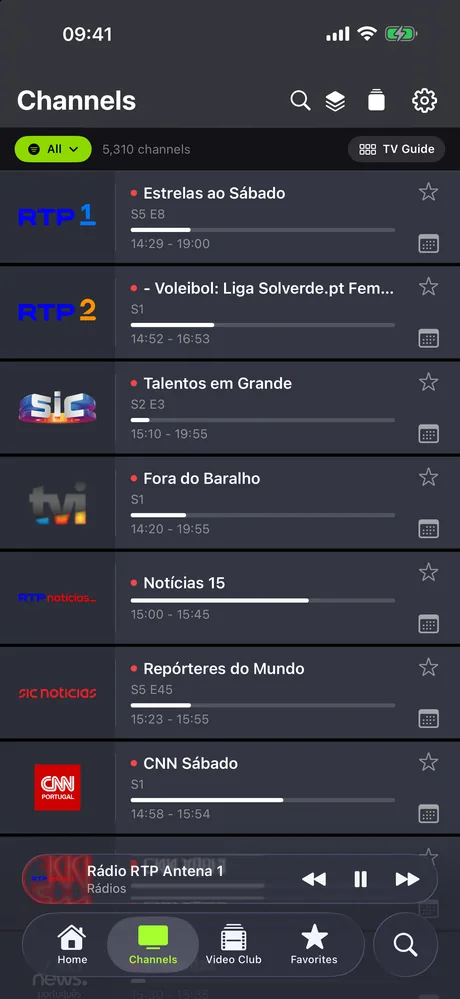 09:41
Channels
All
5,310 channels
TV Guide
RTP 1
Estrelas ao Sábado
S5 E8
14:29 - 19:00
RTP 2
- Voleibol: Liga Solverde.pt Fem...
S1
14:52 - 16:53
SIC
Talentos em Grande
S2 E3
15:10 - 19:55
tvi
Fora do Baralho
S1
14:20 - 19:55
RTP notícias
Notícias 15
15:00 - 15:45
SIC notícias
Repórteres do Mundo
S5 E45
15:23 - 15:55
CNN
PORTUGAL
CNN Sábado
S1
14:58 - 15:54
Rádio RTP Antena 1
Rádios
Home
Channels
Video Club
Favorites
news.